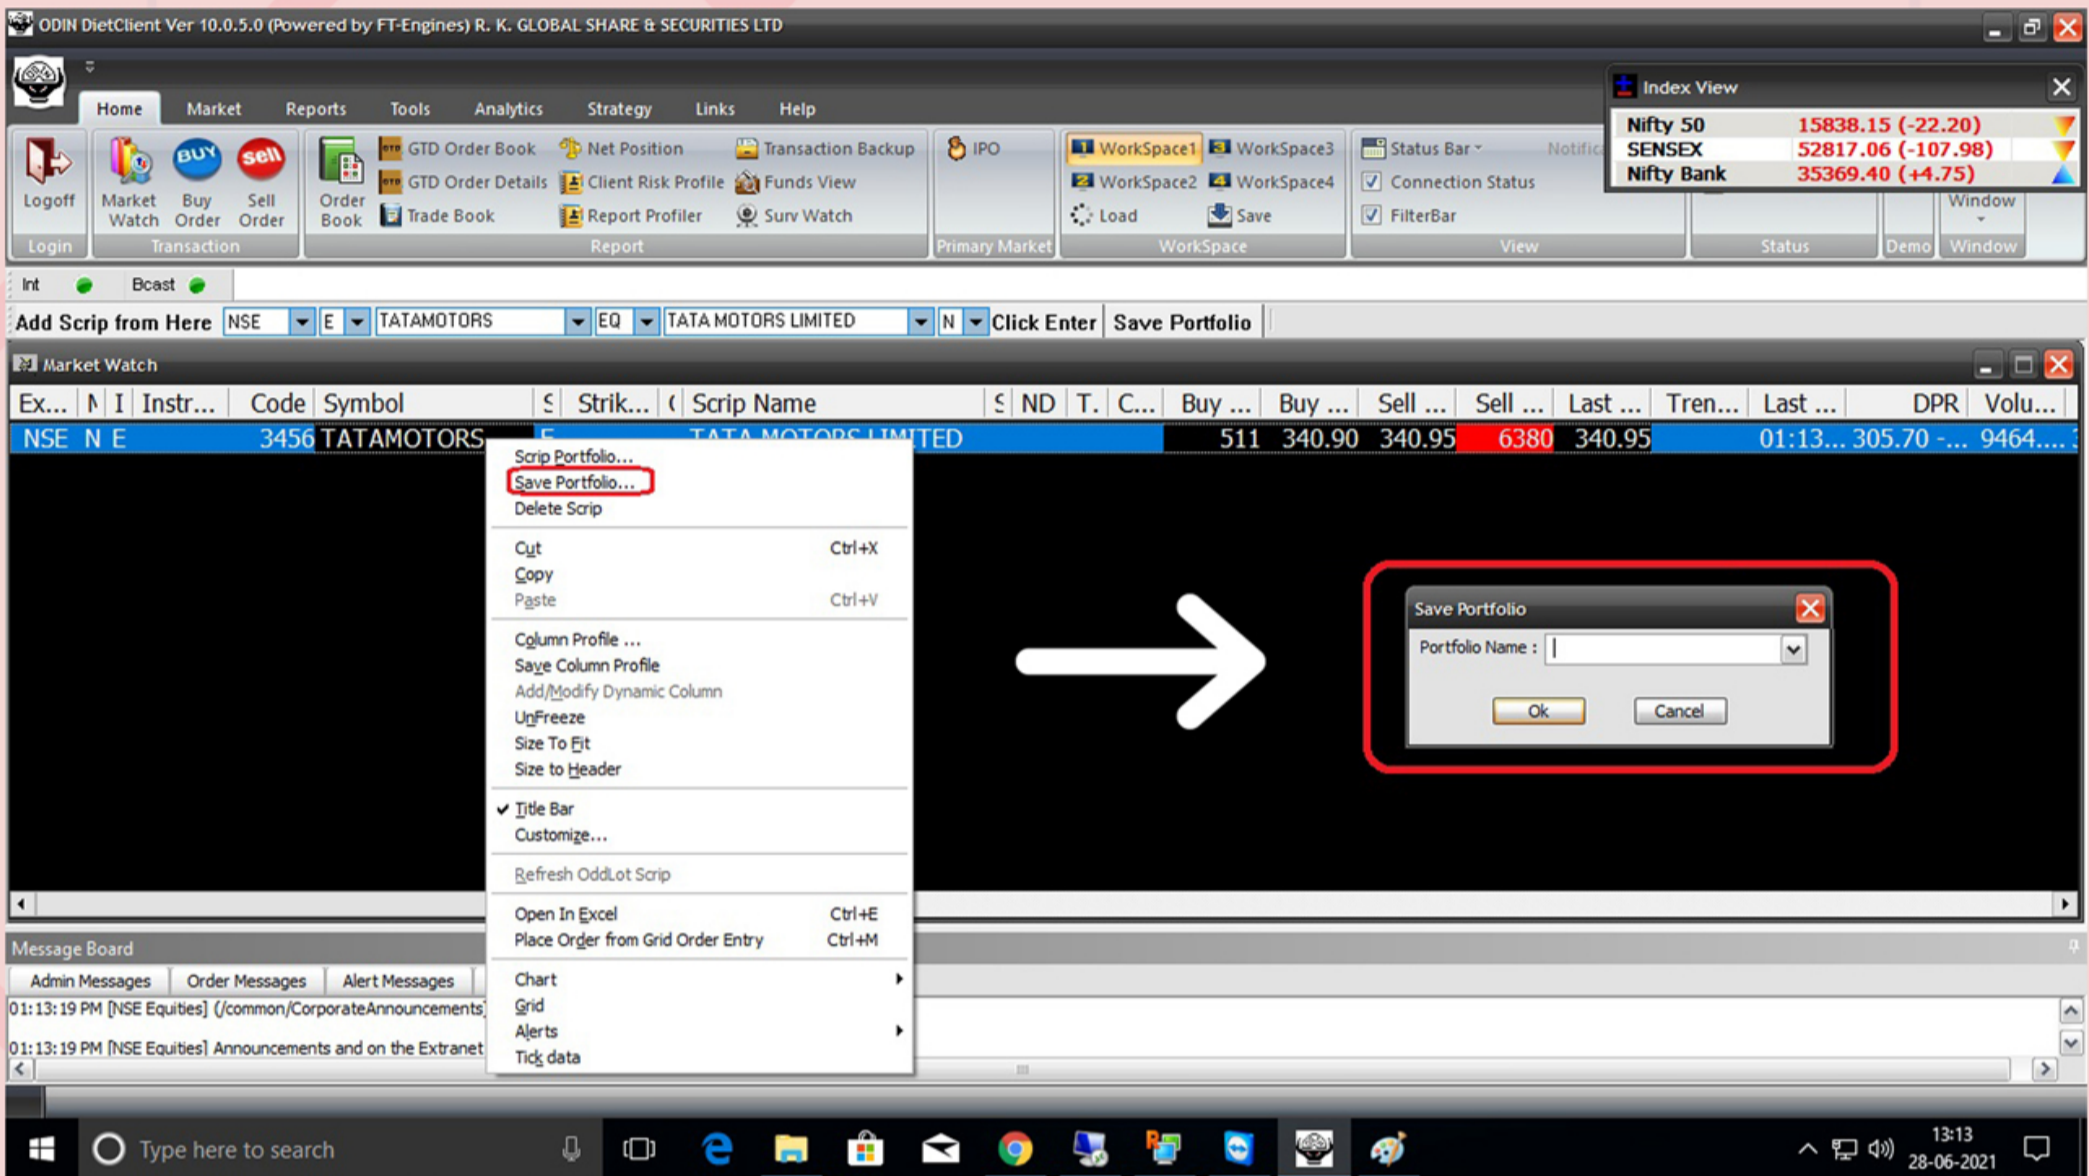 ODIN DietClient Ver 10.0.5.0 (Powered by FT-Engines) R. K. GLOBAL SHARE & SECURITIES LTD
Index View
Home Market Reports Tools Analytics Strategy Links Help
Nifty 50 15838.15 (-22.20)
SENSEX 52817.06 (-107.98)
Nifty Bank 35369.40 (+4.75)
BUY sell
GTD Order Book Net Position Transaction Backup IPO WorkSpace1 WorkSpace3 Status Bar
GTD Order Details Client Risk Profile Funds View WorkSpace2 WorkSpace4 Connection Status
Logoff Market Watch Buy Order Sell Order Order Book Trade Book Report Profiler Surv Watch Load Save FilterBar Window
Login Transaction Report Primary Market WorkSpace View Status Demo Window
Int Bcast
Add Scrip from Here NSE E TATAMOTORS EQ TATA MOTORS LIMITED N Click Enter Save Portfolio
Market Watch
Ex... I Instr... Code Symbol S Strik... ( Scrip Name S ND T. C... Buy ... Buy ... Sell ... Sell ... Last ... Tren... Last ... DPR Volu...
NSE N E 3456 TATAMOTORS TATA MOTORS LIMITED 511 340.90 340.95 6380 340.95 01:13... 305.70 -... 9464....
Scrip Portfolio...
Save Portfolio...
Delete Scrip
Cut Ctrl+X
Copy
Paste Ctrl+V
Column Profile ...
Save Column Profile
Add/Modify Dynamic Column
UnFreeze
Size To Fit
Size to Header
Title Bar
Customize...
Refresh OddLot Scrip
Open In Excel Ctrl+E
Place Order from Grid Order Entry Ctrl+M
Chart
Grid
Alerts
Tick data
Save Portfolio
Portfolio Name :
Ok Cancel
Message Board
Admin Messages Order Messages Alert Messages
01:13:19 PM [NSE Equities] (/common/CorporateAnnouncements)
01:13:19 PM [NSE Equities] Announcements and on the Extranet
Type here to search
13:13
28-06-2021